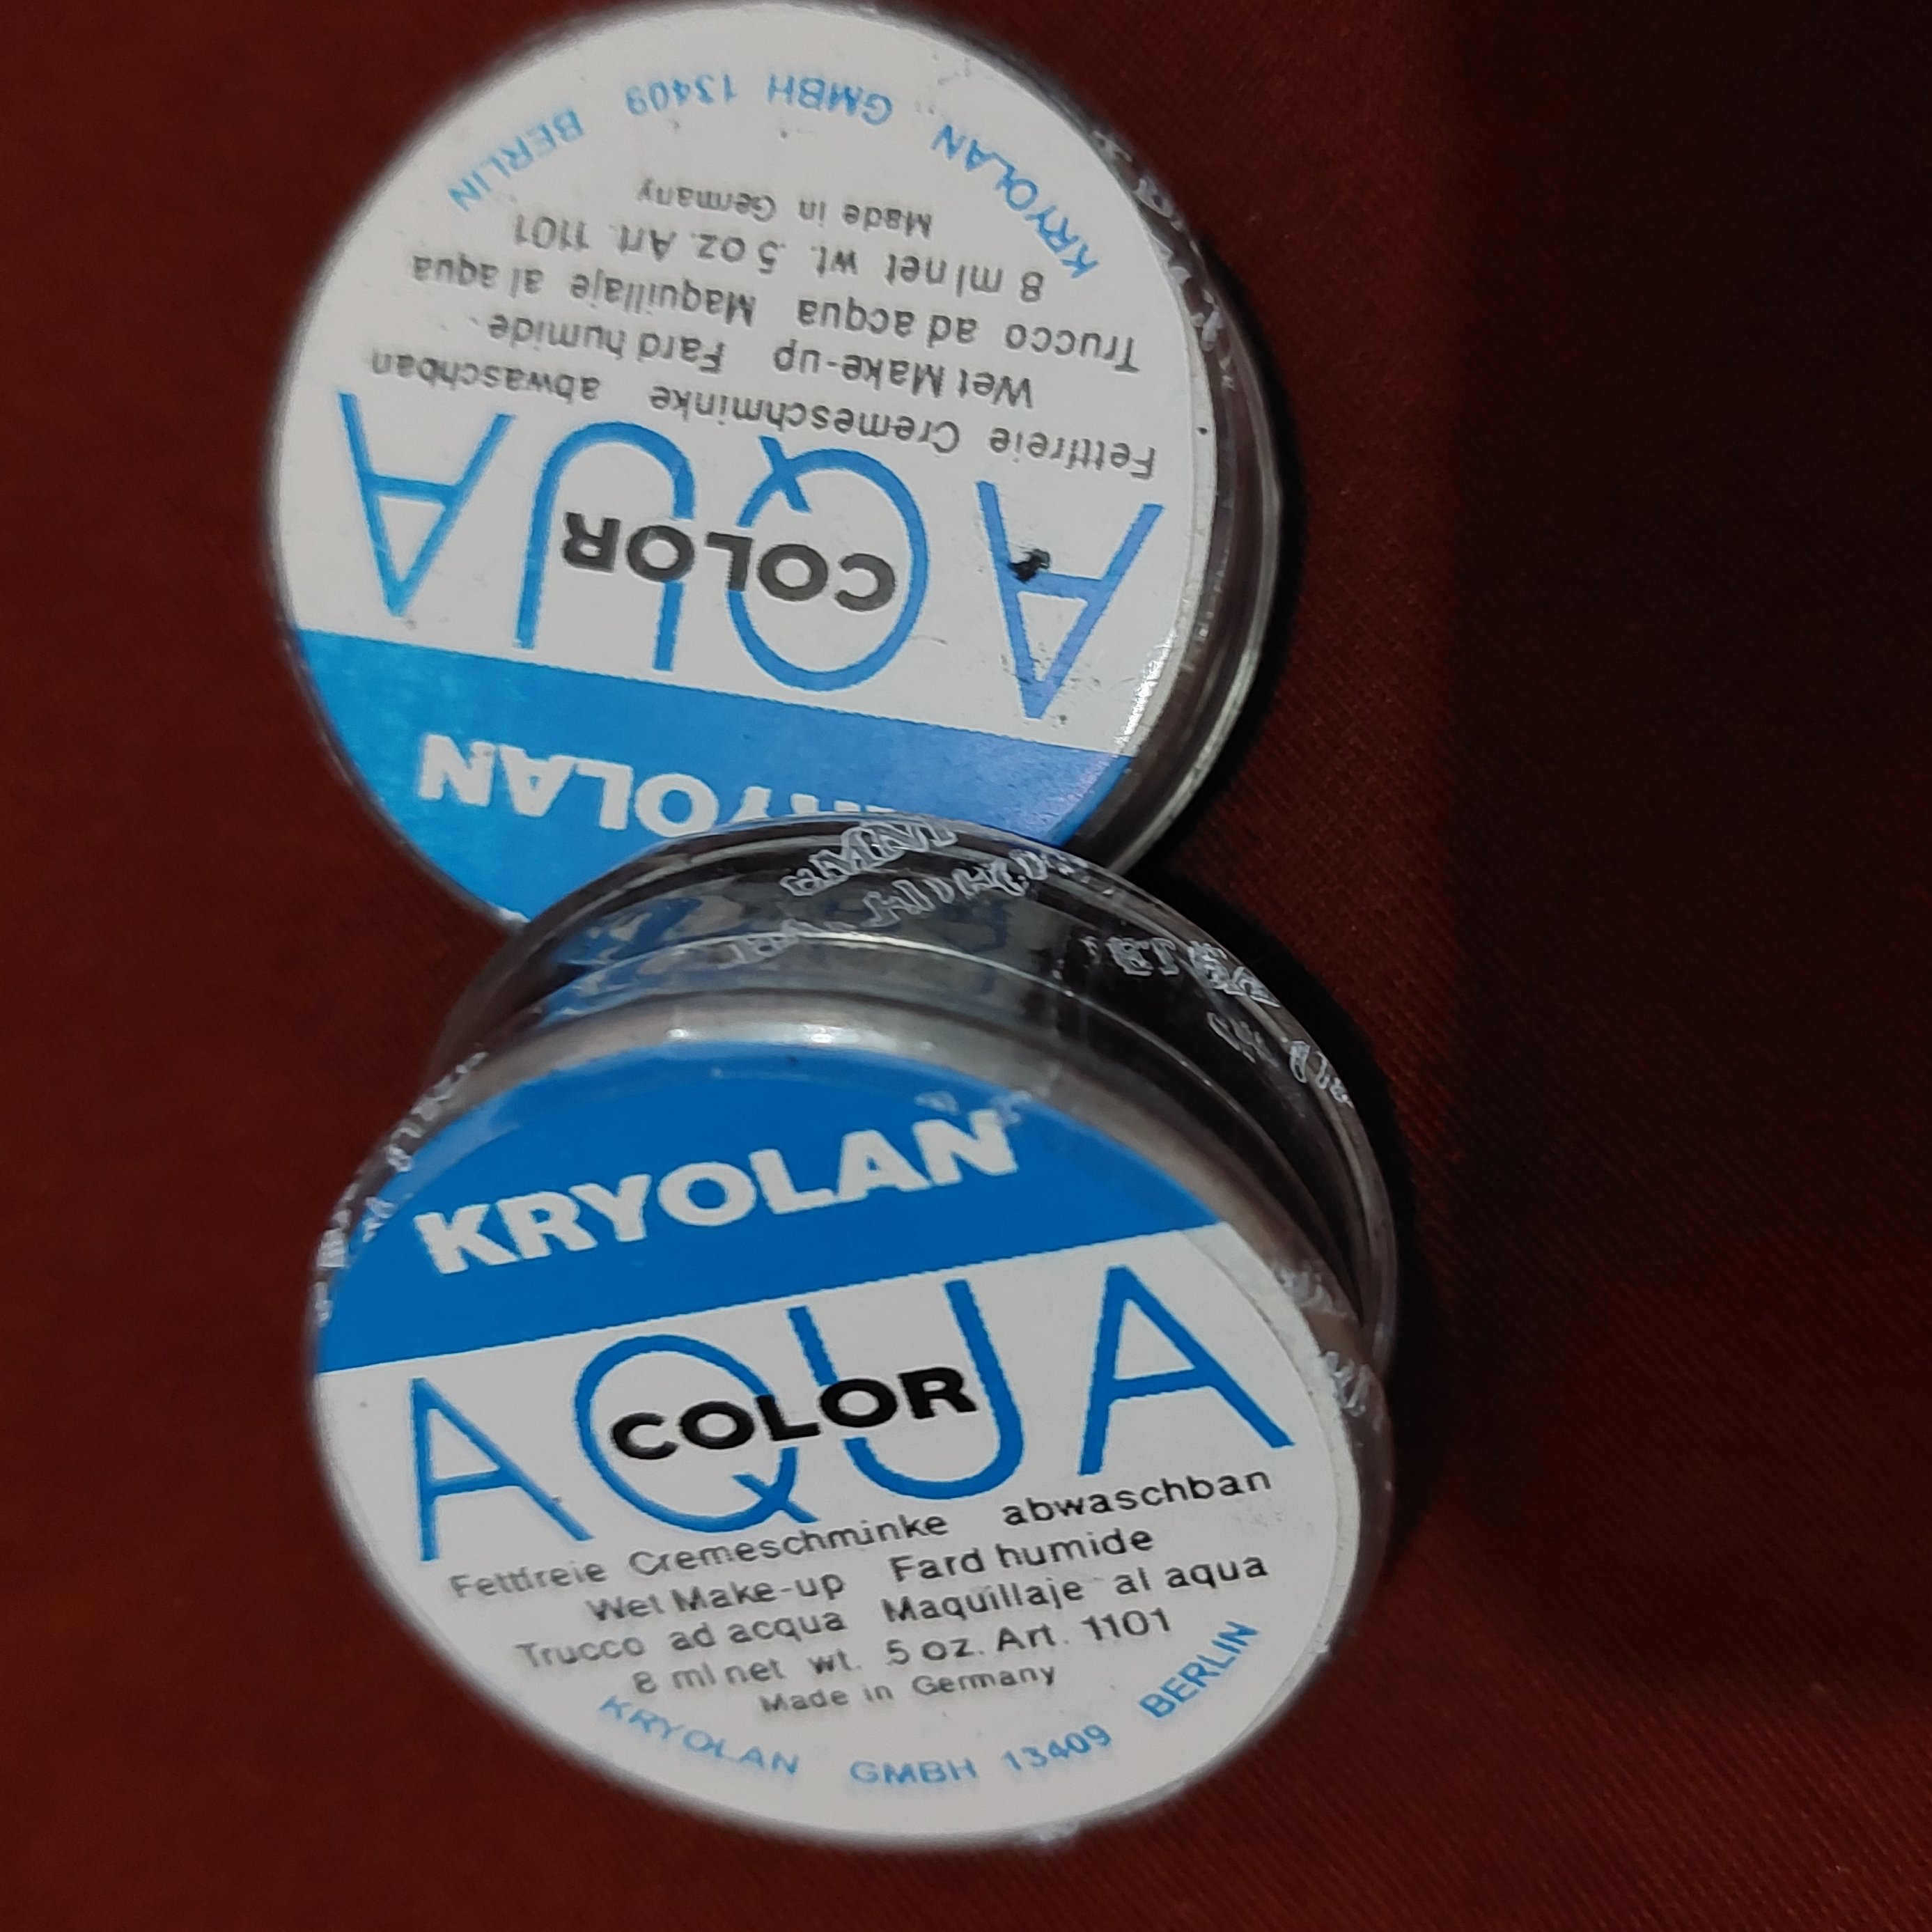 KRYOLAN GMBH 13409 BERLIN
Made in Germany
8 ml net wt. .5 oz. Art. 1101
Trucco ad acqua Maquillaje al aqua
Wet Make-up Fard humide
Fettfreie Cremeschminke abwaschban
AQUA
COLOR
KRYOLAN
KRYOLAN
AQUA
COLOR
Fettfreie Cremeschminke abwaschban
Wet Make-up Fard humide
Trucco ad acqua Maquillaje al aqua
8 ml net wt. .5 oz. Art. 1101
Made in Germany
KRYOLAN GMBH 13409 BERLIN